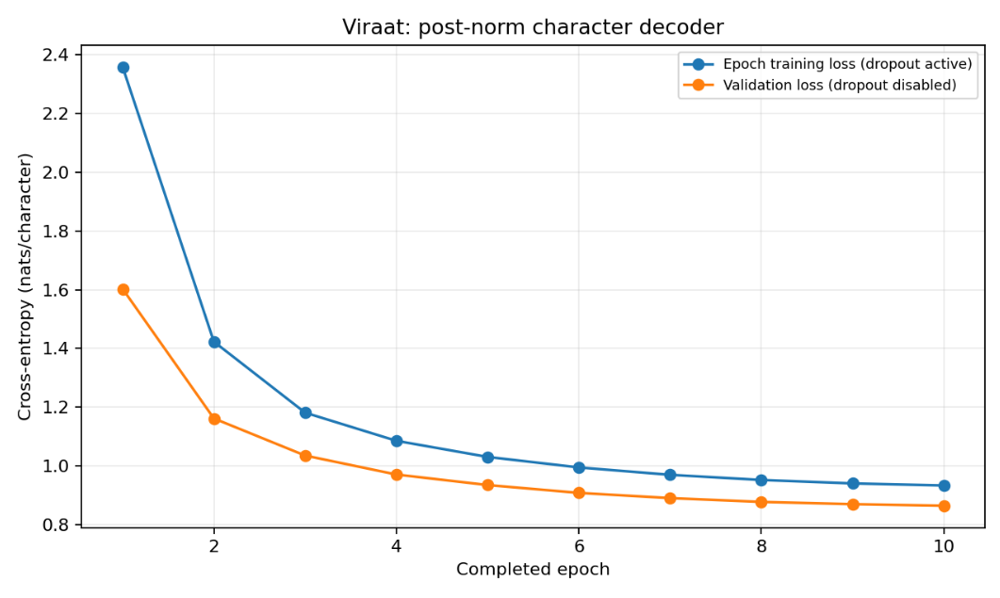 Viraat: post-norm character decoder
Epoch training loss (dropout active)
Validation loss (dropout disabled)
Cross-entropy (nats/character)
2.4
2.2
2.0
1.8
1.6
1.4
1.2
1.0
0.8
2 4 6 8 10
Completed epoch